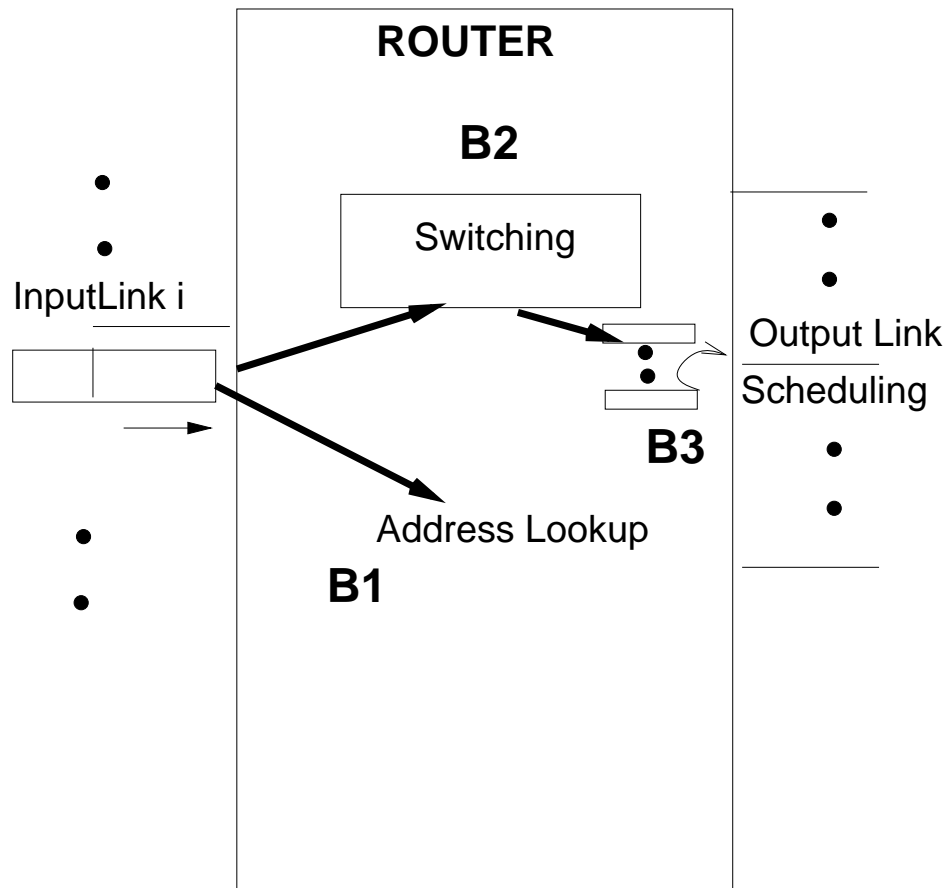 ROUTER
B2
Switching
InputLink i
Output Link
Scheduling
B3
Address Lookup
B1